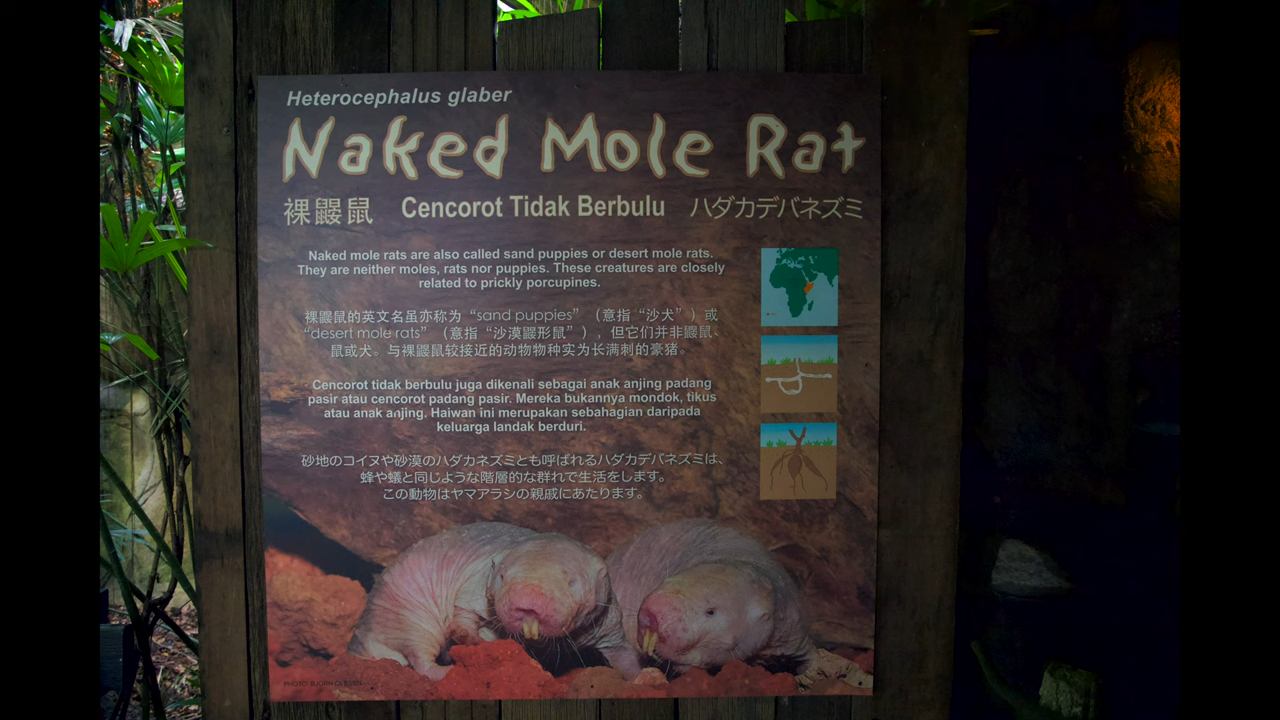 Heterocephalus glaber
Naked Mole Rat
裸鼹鼠 Cencorot Tidak Berbulu ハダカデバネズミ
Naked mole rats are also called sand puppies or desert mole rats.
They are neither moles, rats nor puppies. These creatures are closely
related to prickly porcupines.
裸鼹鼠的英文名虽亦称为“sand puppies”（意指“沙犬”）或
“desert mole rats”（意指“沙漠鼹形鼠”），但它们并非鼹鼠、
鼠或犬。与裸鼹鼠较接近的动物物种实为长满刺的豪猪。
Cencorot tidak berbulu juga dikenali sebagai anak anjing padang
pasir atau cencorot padang pasir. Mereka bukannya mondok, tikus
atau anak anjing. Haiwan ini merupakan sebahagian daripada
keluarga landak berduri.
砂地のコイヌや砂漠のハダカネズミとも呼ばれるハダカデバネズミは、
蜂や蟻と同じような階層的な群れで生活をします。
この動物はヤマアラシの親戚にあたります。
PHOTO: BJORN OLESEN